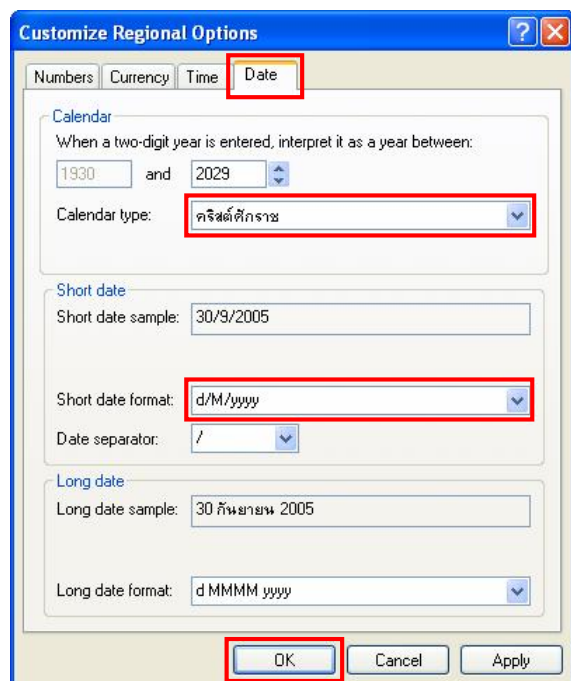 Customize Regional Options
Numbers Currency Time Date
Calendar
When a two-digit year is entered, interpret it as a year between:
1930 and 2029
Calendar type: คริสต์ศักราช
Short date
Short date sample: 30/9/2005
Short date format: d/M/yyyy
Date separator: /
Long date
Long date sample: 30 กันยายน 2005
Long date format: d MMMM yyyy
OK Cancel Apply